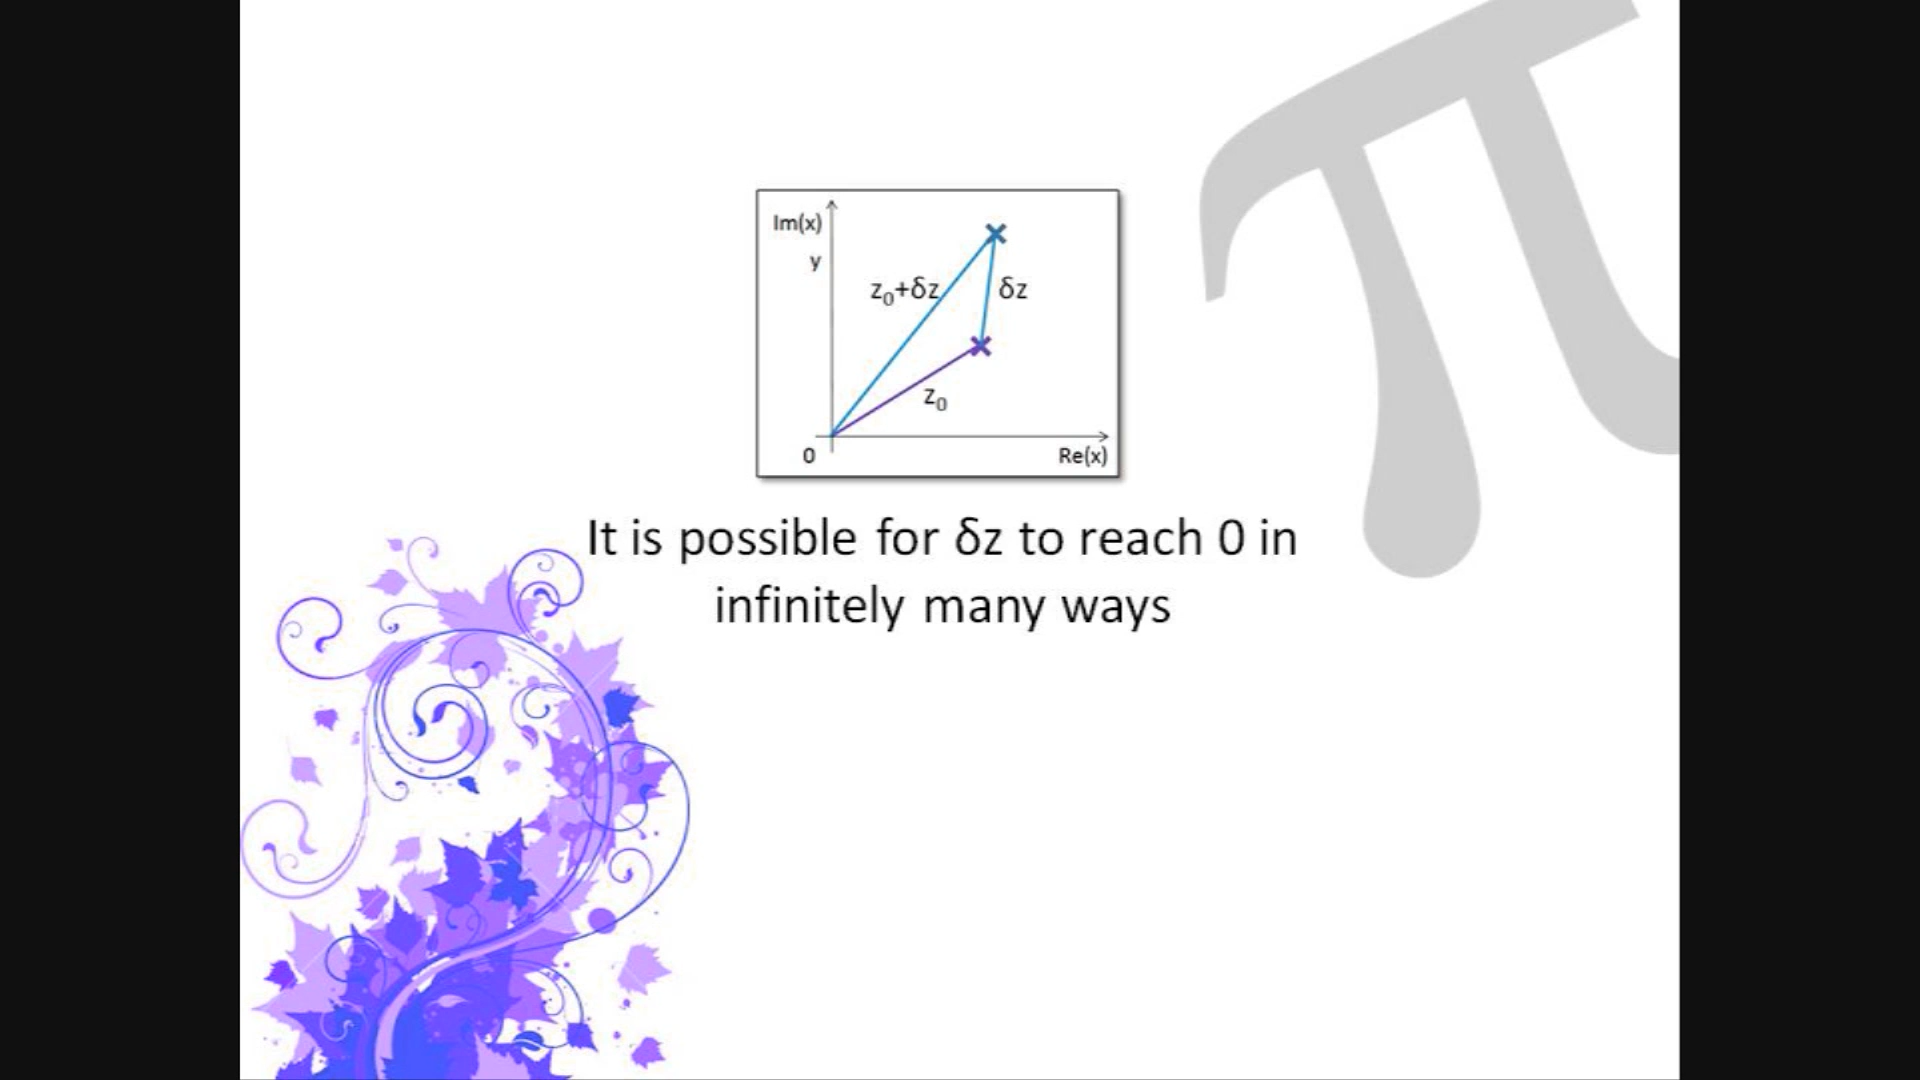 Im(x)
y
z₀+δz
δz
z₀
0
Re(x)
It is possible for δz to reach 0 in
infinitely many ways
π